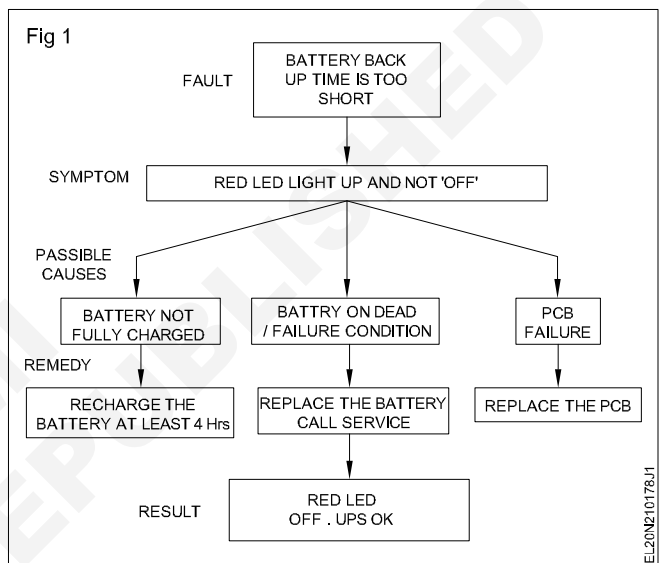 Fig 1
FAULT
BATTERY BACK
UP TIME IS TOO
SHORT
SYMPTOM
RED LED LIGHT UP AND NOT 'OFF'
PASSIBLE
CAUSES
BATTERY NOT
FULLY CHARGED
BATTRY ON DEAD
/ FAILURE CONDITION
PCB
FAILURE
REMEDY
RECHARGE THE
BATTERY AT LEAST 4 Hrs
REPLACE THE BATTERY
CALL SERVICE
REPLACE THE PCB
RESULT
RED LED
OFF . UPS OK
EL20N210178J1
EPUBLISHED